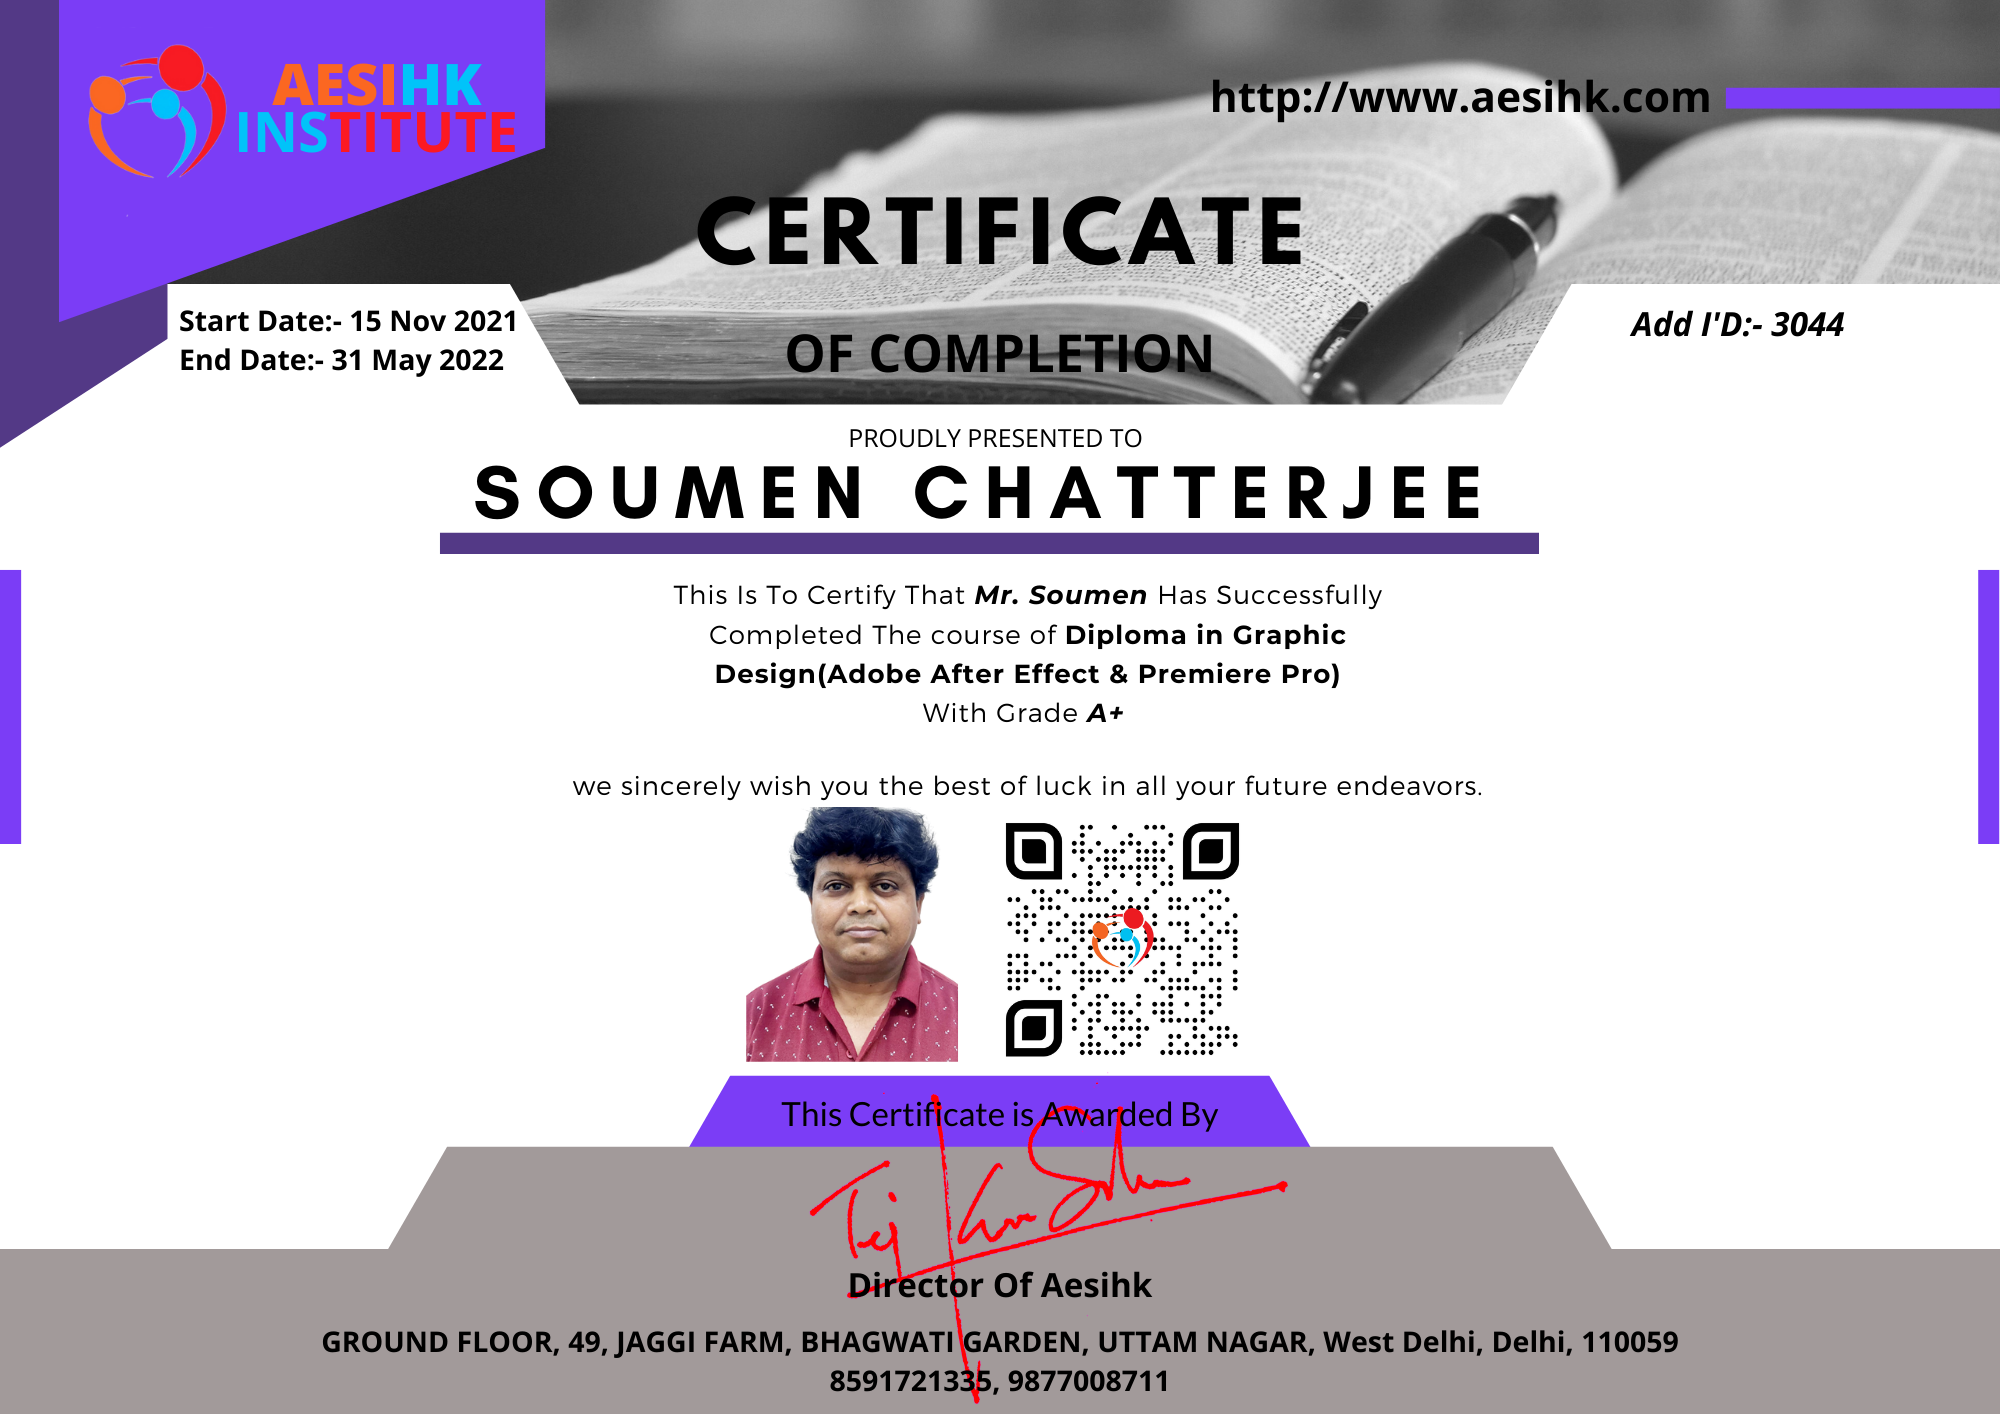 AESIHK
INSTITUTE
http://www.aesihk.com
CERTIFICATE
OF COMPLETION
Start Date:- 15 Nov 2021
End Date:- 31 May 2022
Add I'D:- 3044
PROUDLY PRESENTED TO
SOUMEN CHATTERJEE
This Is To Certify That Mr. Soumen Has Successfully
Completed The course of Diploma in Graphic
Design(Adobe After Effect & Premiere Pro)
With Grade A+
we sincerely wish you the best of luck in all your future endeavors.
This Certificate is Awarded By
Director Of Aesihk
GROUND FLOOR, 49, JAGGI FARM, BHAGWATI GARDEN, UTTAM NAGAR, West Delhi, Delhi, 110059
8591721335, 9877008711